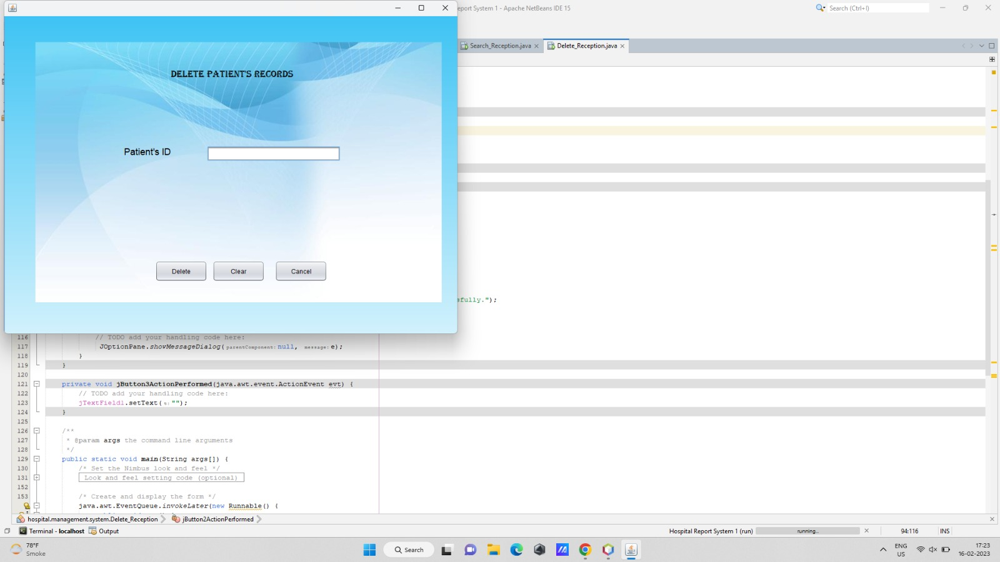 eport System 1 - Apache NetBeans IDE 15
Search (Ctrl+I)
Search_Reception.java
Delete_Reception.java
DELETE PATIENT'S RECORDS
Patient's ID
Delete Clear Cancel
sfully.");
116 // TODO add your handling code here:
117 JOptionPane.showMessageDialog(parentComponent: null, message: e);
118 }
119 }
120
121 private void jButton3ActionPerformed(java.awt.event.ActionEvent evt) {
122 // TODO add your handling code here:
123 jTextField1.setText(t: "");
124 }
125
126 /**
127 * @param args the command line arguments
128 */
129 public static void main(String args[]) {
130 /* Set the Nimbus look and feel */
131 Look and feel setting code (optional)
152
153 /* Create and display the form */
java.awt.EventQueue.invokeLater(new Runnable() {
hospital.management.system.Delete_Reception jButton2ActionPerformed
Terminal - localhost Output
Hospital Report System 1 (run) running... 94:116 INS
78°F
Smoke
Search
ENG
US
17:23
16-02-2023